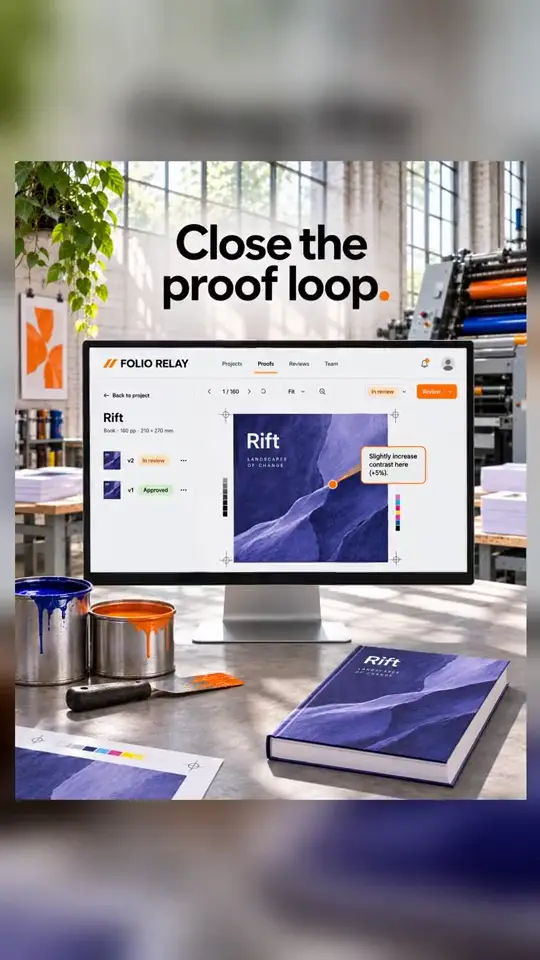 Close the
proof loop.
FOLIO RELAY
Projects
Proofs
Reviews
Team
Back to project
1 / 160
Fit
In review
Review
Rift
Book · 160 pp · 210 × 270 mm
v2 In review
v1 Approved
Rift
LANDSCAPES
OF CHANGE
Slightly increase
contrast here
(+5%).
Rift
LANDSCAPES
OF CHANGE